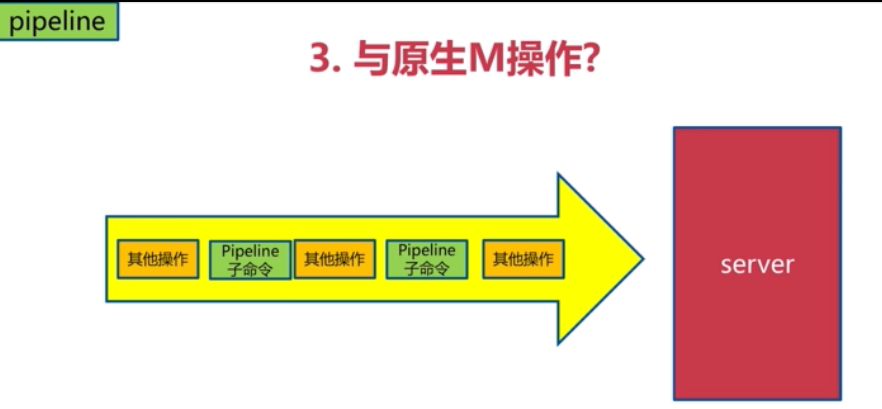 pipeline
3. 与原生M操作?
其他操作
Pipeline
子命令
其他操作
Pipeline
子命令
其他操作
server